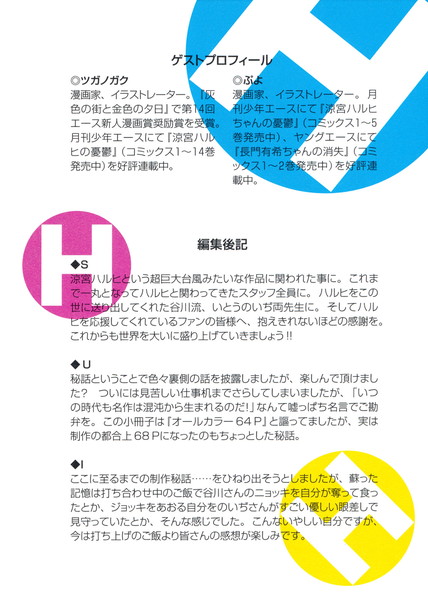 ゲストプロフィール
◎ツガノガク
漫画家、イラストレーター。『灰
色の街と金色の夕日』で第14回
エース新人漫画賞奨励賞を受賞。
月刊少年エースにて『涼宮ハル
ヒの憂鬱』（コミックス1〜14巻
発売中）を好評連載中。
◎ぷよ
漫画家、イラストレーター。月
刊少年エースにて『涼宮ハルヒ
ちゃんの憂鬱』（コミックス1〜5
巻発売中）、ヤングエースにて
『長門有希ちゃんの消失』（コミッ
クス1〜2巻発売中）を好評連
載中。
編集後記
◆S
涼宮ハルヒという超巨大台風みたいな作品に関われた事に。これま
で一丸となってハルヒと関わってきたスタッフ全員に。ハルヒをこの
世に送り出してくれた谷川流、いとうのいぢ両先生に。そしてハル
ヒを応援してくれているファンの皆様へ、抱えきれないほどの感謝を。
これからも世界を大いに盛り上げていきましょう!!
◆U
秘話ということで色々裏側の話を披露しましたが、楽しんで頂けまし
た？　ついには見苦しい仕事机までさらしてしまいましたが、「いつ
の時代も名作は混沌から生まれるのだ！」なんて嘘っぱち名言でご勘
弁を。この小冊子は『オールカラー64P』と謳ってましたが、実は
制作の都合上68Pになったのもちょっとした秘話。
◆I
ここに至るまでの制作秘話……をひねり出そうとしましたが、蘇った
記憶は打ち合わせ中のご飯で谷川さんのニョッキを自分が奪って食っ
たとか、ジョッキをあおる自分をのいぢさんがすごい優しい眼差しで
見守っていたとか、そんな感じでした。こんないやしい自分ですが、
今は打ち上げのご飯より皆さんの感想が楽しみです。